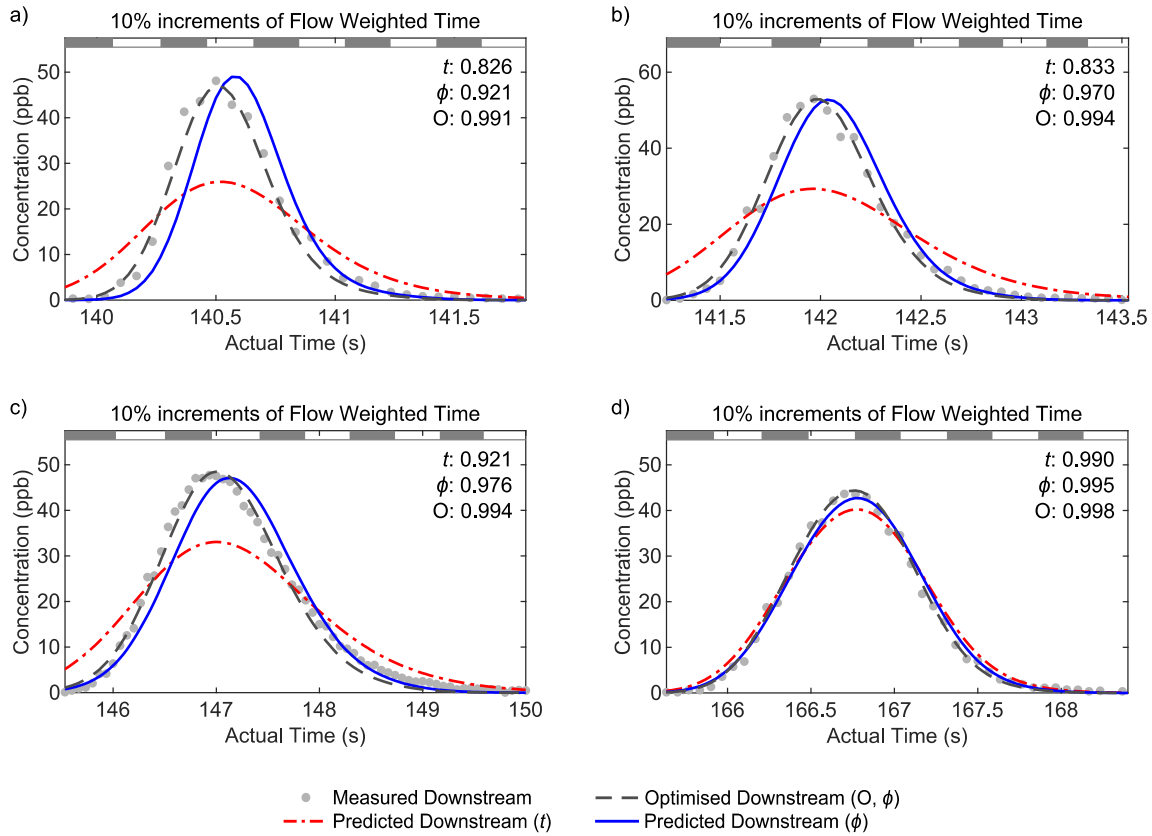 a)
10% increments of Flow Weighted Time
Concentration (ppb)
50
40
30
20
10
0
t: 0.826
ϕ: 0.921
O: 0.991
140 140.5 141 141.5
Actual Time (s)
b)
10% increments of Flow Weighted Time
Concentration (ppb)
60
40
20
0
t: 0.833
ϕ: 0.970
O: 0.994
141.5 142 142.5 143 143.5
Actual Time (s)
c)
10% increments of Flow Weighted Time
Concentration (ppb)
50
40
30
20
10
0
t: 0.921
ϕ: 0.976
O: 0.994
146 147 148 149 150
Actual Time (s)
d)
10% increments of Flow Weighted Time
Concentration (ppb)
50
40
30
20
10
0
t: 0.990
ϕ: 0.995
O: 0.998
166 166.5 167 167.5 168
Actual Time (s)
Measured Downstream
Optimised Downstream (O, ϕ)
Predicted Downstream (t)
Predicted Downstream (ϕ)